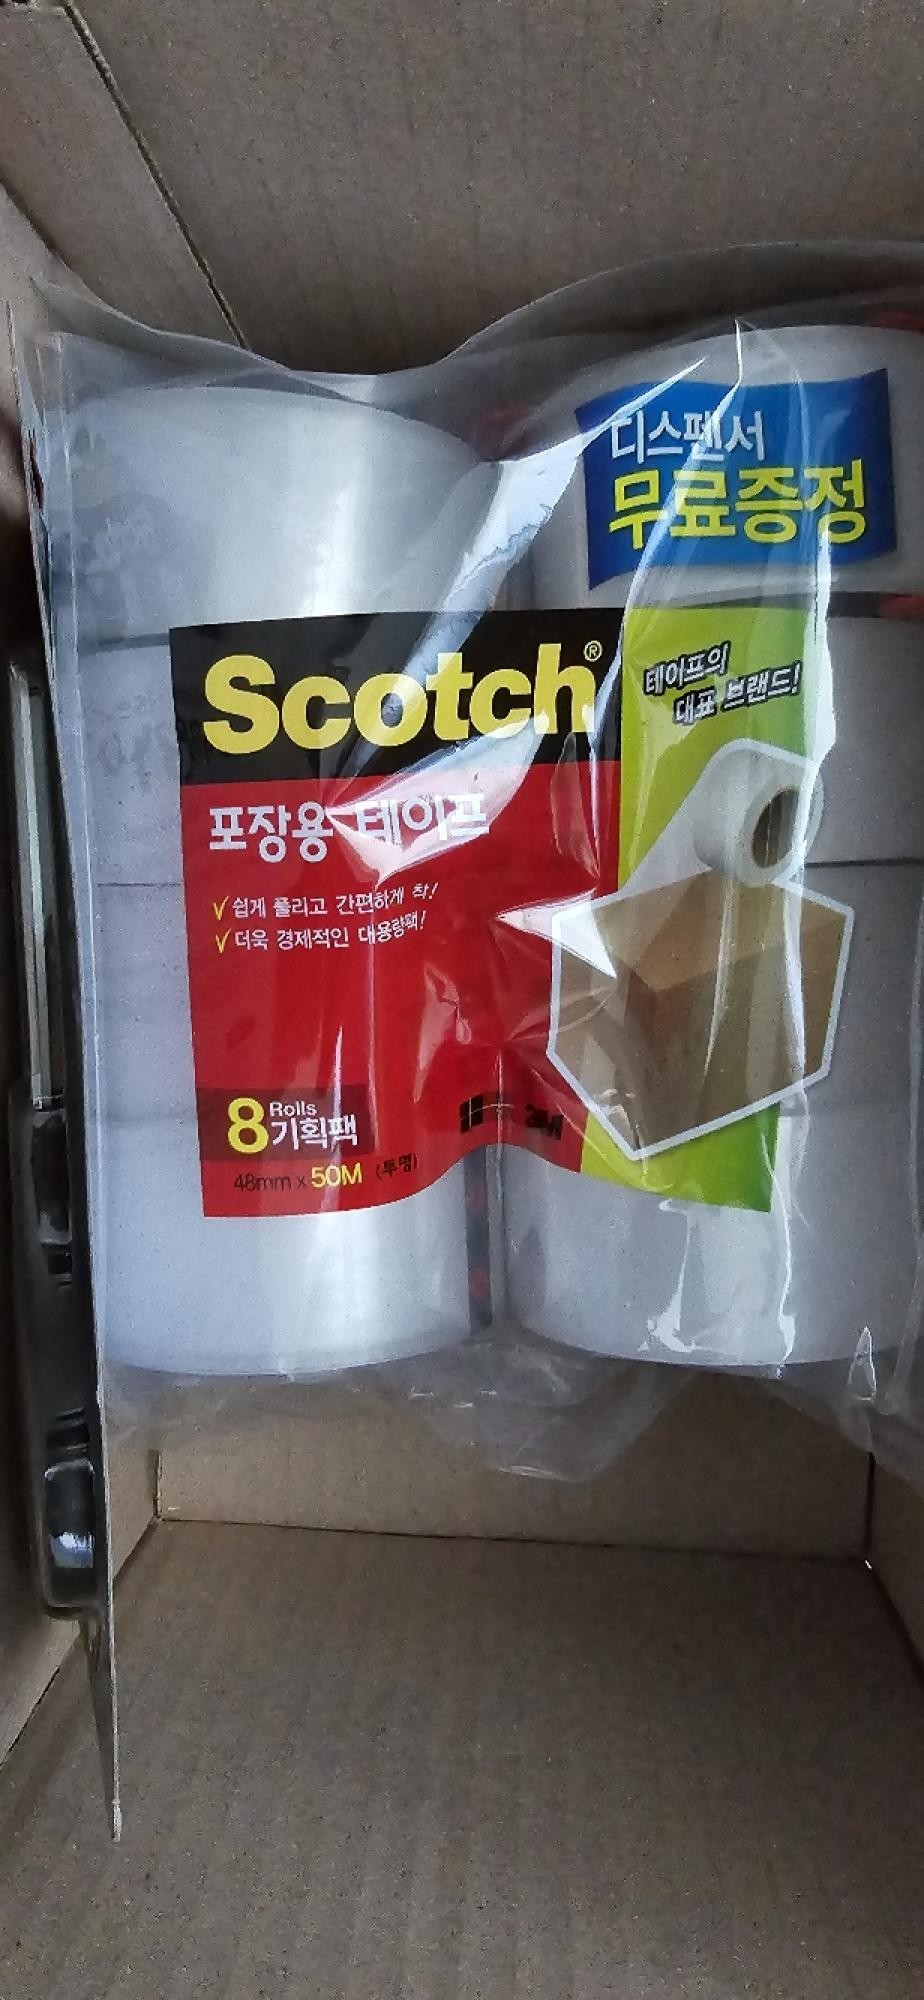 디스펜서
무료증정
Scotch®
테이프의
대표 브랜드!
포장용 테이프
쉽게 풀리고 간편하게 착!
더욱 경제적인 대용량팩!
8 Rolls
기획팩
48mm x 50M (투명)
3M